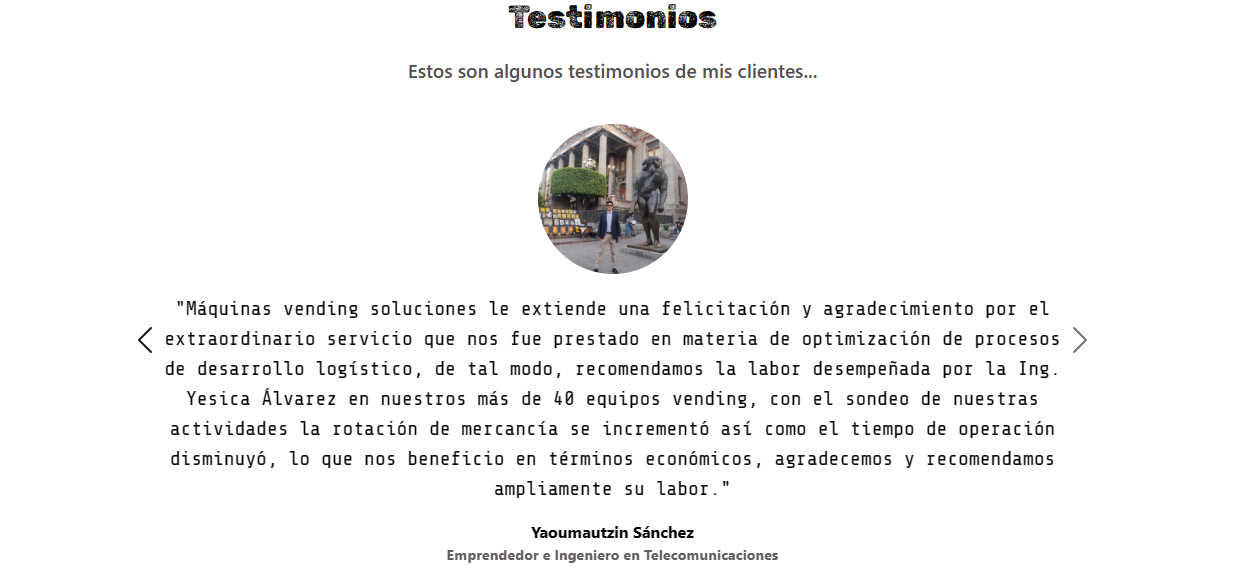 Testimonios
Estos son algunos testimonios de mis clientes...
"Máquinas vending soluciones le extiende una felicitación y agradecimiento por el
extraordinario servicio que nos fue prestado en materia de optimización de procesos
de desarrollo logístico, de tal modo, recomendamos la labor desempeñada por la Ing.
Yesica Álvarez en nuestros más de 40 equipos vending, con el sondeo de nuestras
actividades la rotación de mercancía se incrementó así como el tiempo de operación
disminuyó, lo que nos beneficio en términos económicos, agradecemos y recomendamos
ampliamente su labor."
Yaoumautzin Sánchez
Emprendedor e Ingeniero en Telecomunicaciones